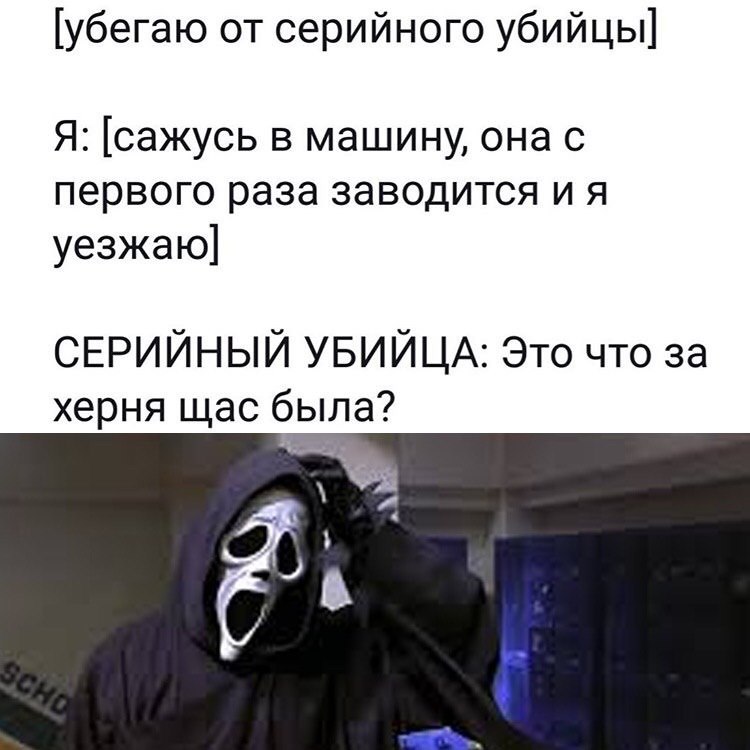 [убегаю от серийного убийцы]
Я: [сажусь в машину, она с
первого раза заводится и я
уезжаю]
СЕРИЙНЫЙ УБИЙЦА: Это что за
херня щас была?
SCHO